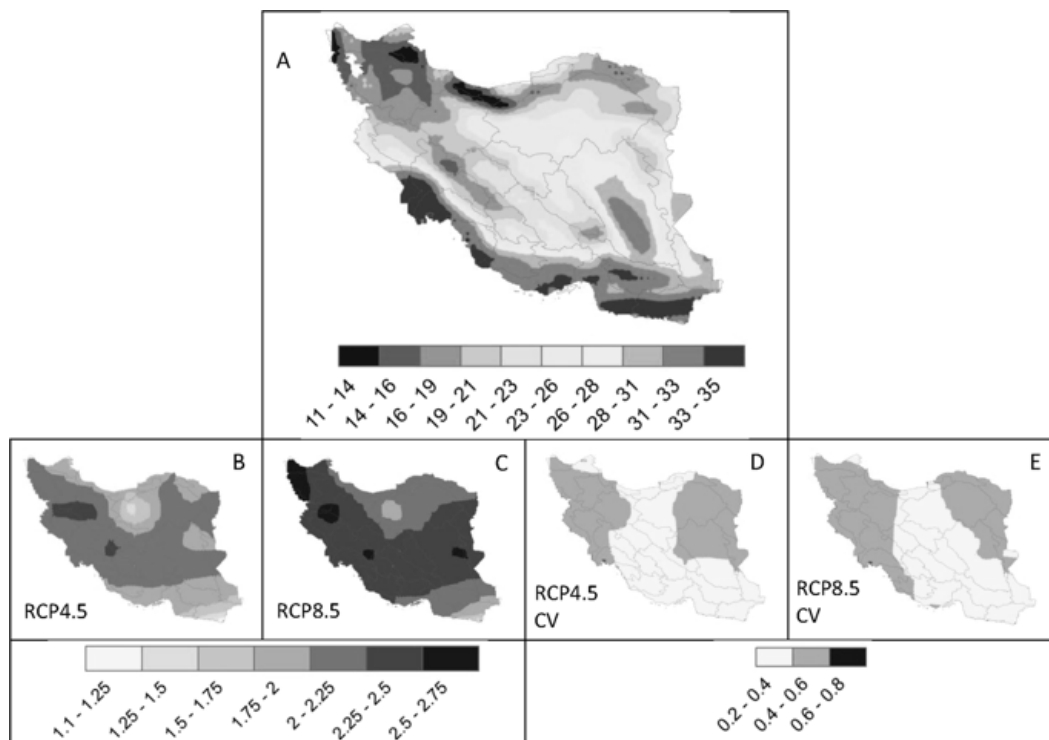 A
11 - 14
14 - 16
16 - 19
19 - 21
21 - 23
23 - 26
26 - 28
28 - 31
31 - 33
33 - 35
B
RCP4.5
C
RCP8.5
D
RCP4.5
CV
E
RCP8.5
CV
1.1 - 1.25
1.25 - 1.5
1.5 - 1.75
1.75 - 2
2 - 2.25
2.25 - 2.5
2.5 - 2.75
0.2 - 0.4
0.4 - 0.6
0.6 - 0.8